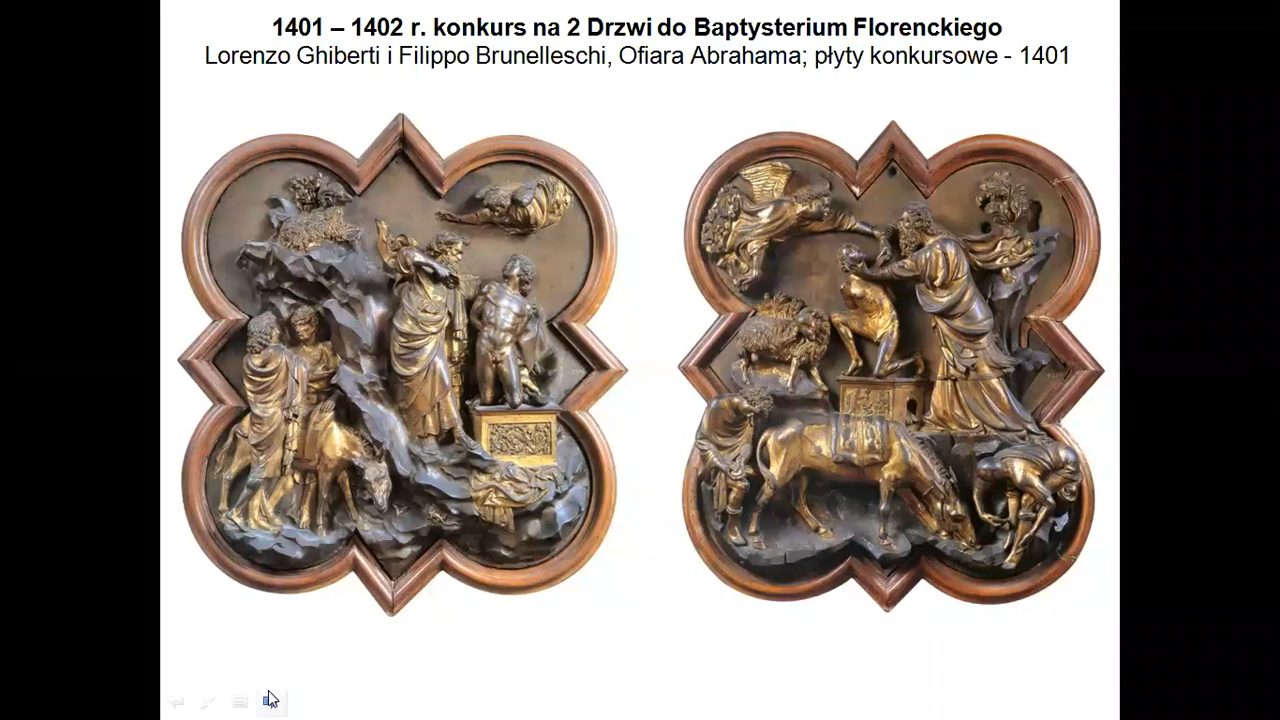 1401 – 1402 r. konkurs na 2 Drzwi do Baptysterium Florenckiego
Lorenzo Ghiberti i Filippo Brunelleschi, Ofiara Abrahama; płyty konkursowe - 1401